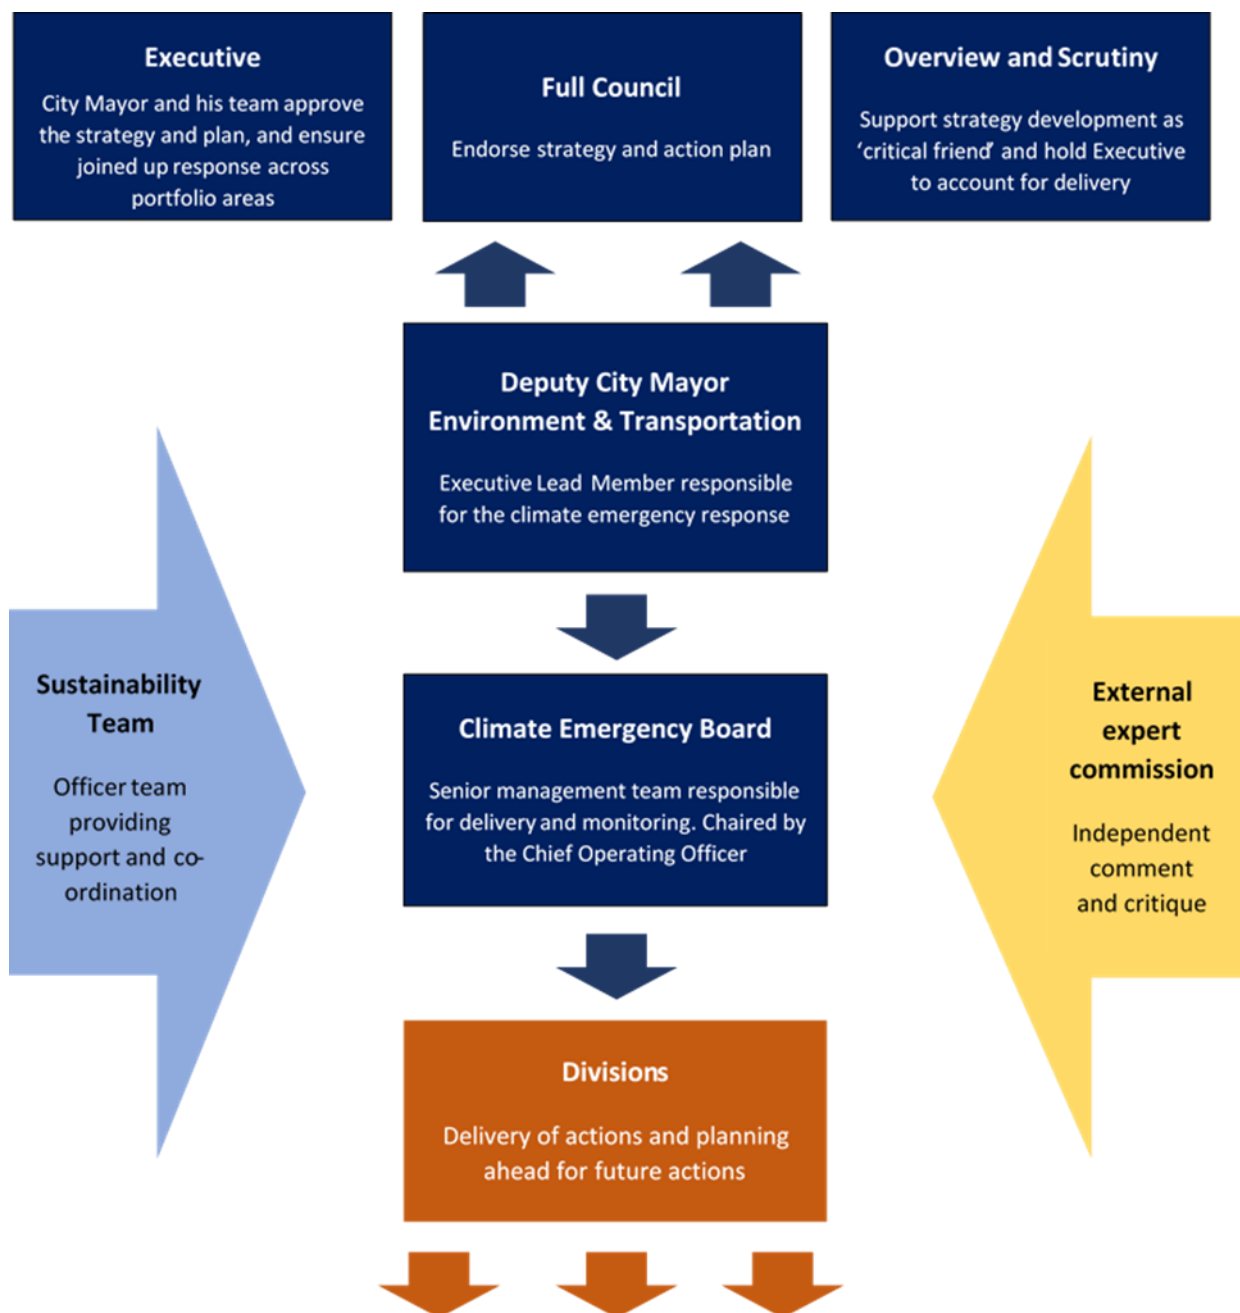 Executive
City Mayor and his team approve
the strategy and plan, and ensure
joined up response across
portfolio areas
Full Council
Endorse strategy and action plan
Overview and Scrutiny
Support strategy development as
‘critical friend’ and hold Executive
to account for delivery
Deputy City Mayor
Environment & Transportation
Executive Lead Member responsible
for the climate emergency response
Sustainability
Team
Officer team
providing
support and co-
ordination
Climate Emergency Board
Senior management team responsible
for delivery and monitoring. Chaired by
the Chief Operating Officer
External
expert
commission
Independent
comment
and critique
Divisions
Delivery of actions and planning
ahead for future actions